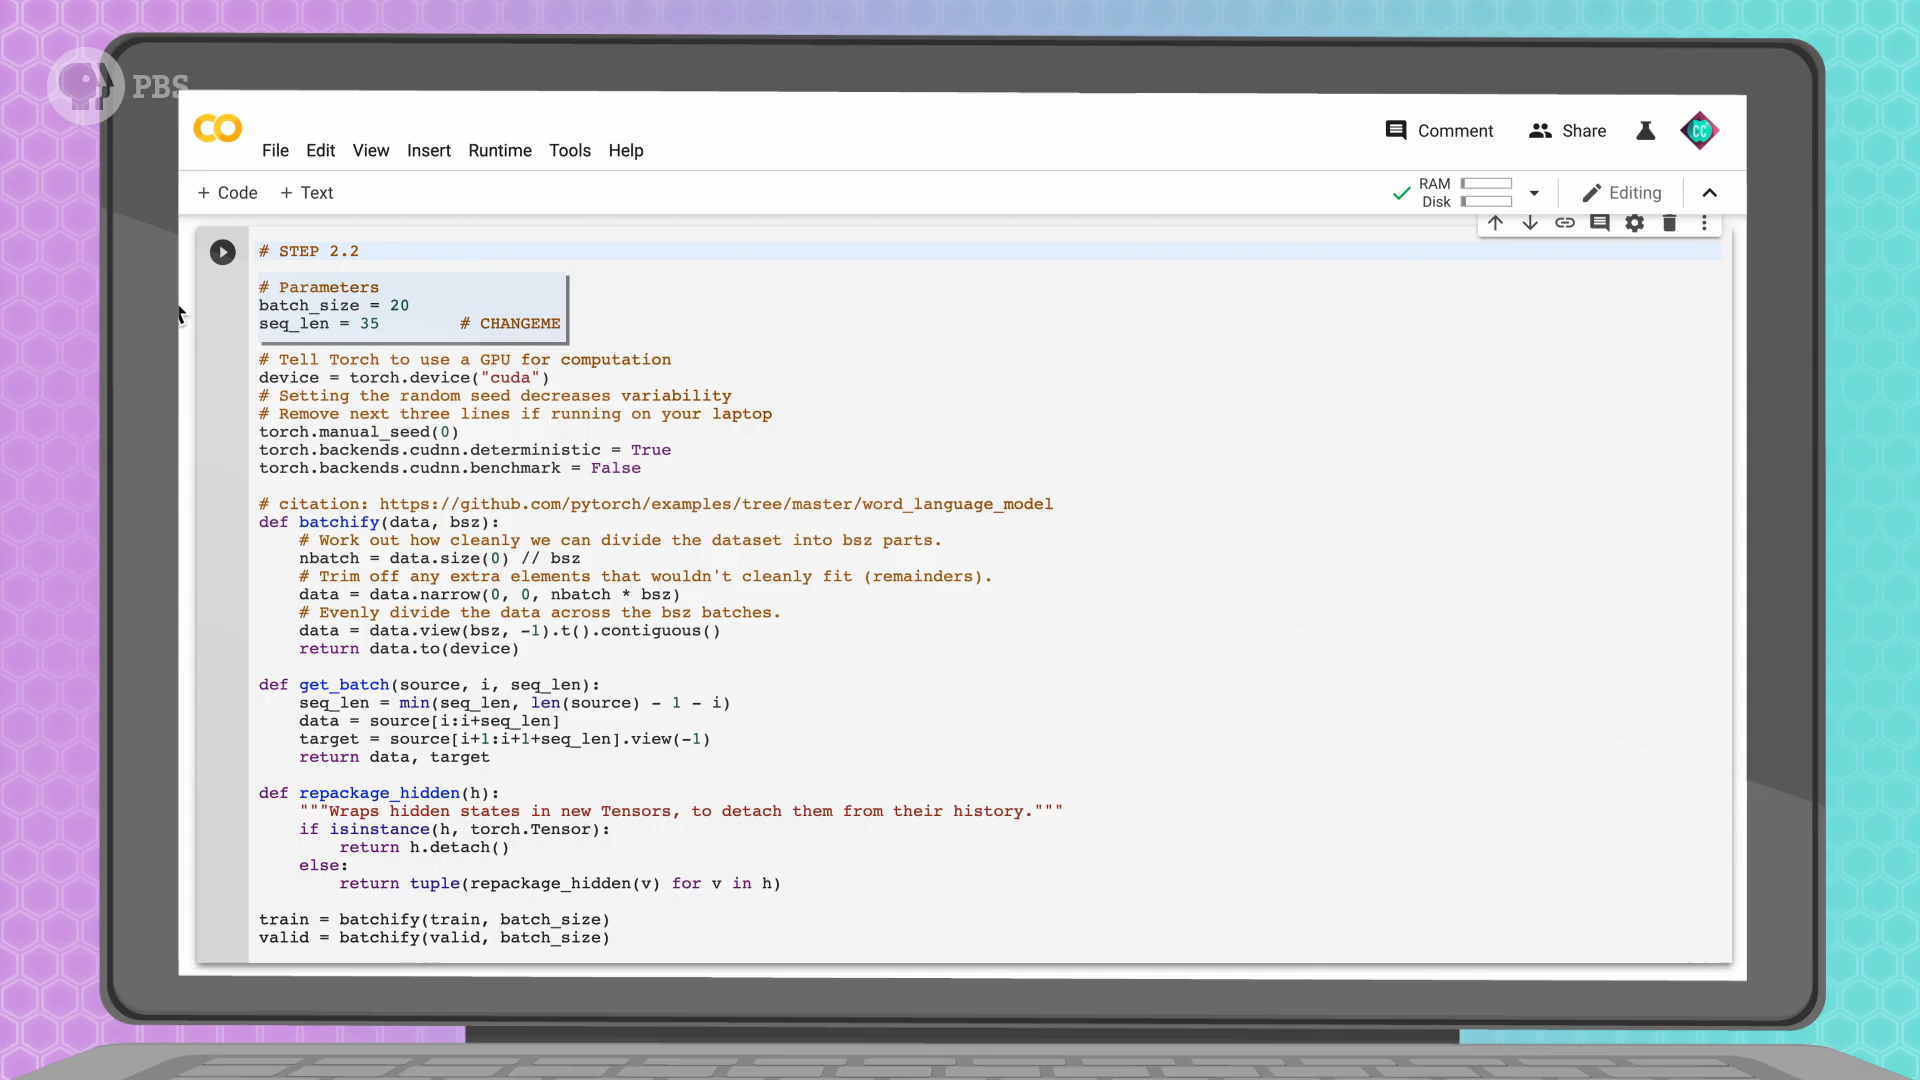 PBS
CO
File Edit View Insert Runtime Tools Help
Comment Share
CC
+ Code + Text
RAM
Disk
Editing
# STEP 2.2
# Parameters
batch_size = 20
seq_len = 35 # CHANGEME
# Tell Torch to use a GPU for computation
device = torch.device("cuda")
# Setting the random seed decreases variability
# Remove next three lines if running on your laptop
torch.manual_seed(0)
torch.backends.cudnn.deterministic = True
torch.backends.cudnn.benchmark = False
# citation: https://github.com/pytorch/examples/tree/master/word_language_model
def batchify(data, bsz):
# Work out how cleanly we can divide the dataset into bsz parts.
nbatch = data.size(0) // bsz
# Trim off any extra elements that wouldn't cleanly fit (remainders).
data = data.narrow(0, 0, nbatch * bsz)
# Evenly divide the data across the bsz batches.
data = data.view(bsz, -1).t().contiguous()
return data.to(device)
def get_batch(source, i, seq_len):
seq_len = min(seq_len, len(source) - 1 - i)
data = source[i:i+seq_len]
target = source[i+1:i+1+seq_len].view(-1)
return data, target
def repackage_hidden(h):
"""Wraps hidden states in new Tensors, to detach them from their history."""
if isinstance(h, torch.Tensor):
return h.detach()
else:
return tuple(repackage_hidden(v) for v in h)
train = batchify(train, batch_size)
valid = batchify(valid, batch_size)